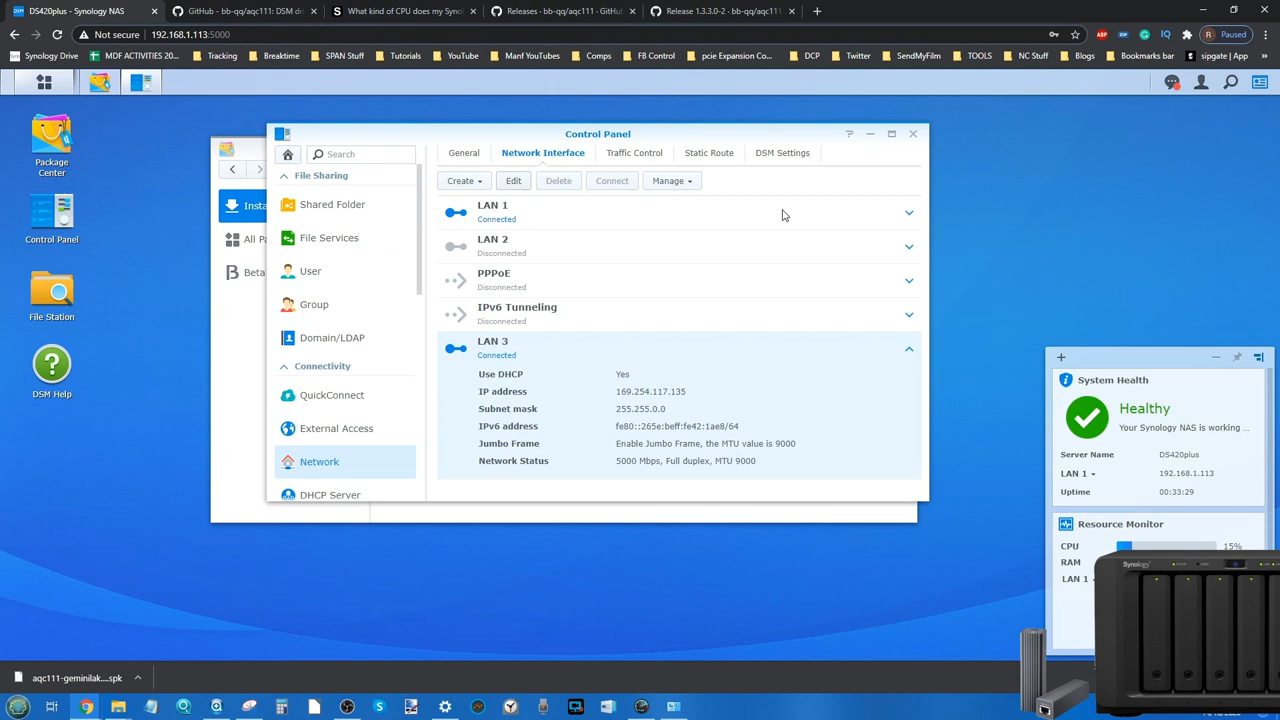 DS420plus - Synology NAS
GitHub - bb-qq/aqc111: DSM dri
What kind of CPU does my Syno
Releases · bb-qq/aqc111 · GitHub
Release 1.3.3.0-2 · bb-qq/aqc111
Not secure 192.168.1.113:5000
ABP
Paused
Synology Drive
MDF ACTIVITIES 20...
Tracking
Breaktime
SPAN Stuff
Tutorials
YouTube
Manf YouTubes
Comps
FB Control
pcie Expansion Co...
DCP
Twitter
SendMyFilm
TOOLS
NC Stuff
Blogs
Bookmarks bar
sipgate | App
Package
Center
Control Panel
File Station
DSM Help
Insta
All P
Beta
Control Panel
Search
File Sharing
Shared Folder
File Services
User
Group
Domain/LDAP
Connectivity
QuickConnect
External Access
Network
DHCP Server
General
Network Interface
Traffic Control
Static Route
DSM Settings
Create
Edit
Delete
Connect
Manage
LAN 1
Connected
LAN 2
Disconnected
PPPoE
Disconnected
IPv6 Tunneling
Disconnected
LAN 3
Connected
Use DHCP Yes
IP address 169.254.117.135
Subnet mask 255.255.0.0
IPv6 address fe80::265e:beff:fe42:1ae8/64
Jumbo Frame Enable Jumbo Frame, the MTU value is 9000
Network Status 5000 Mbps, Full duplex, MTU 9000
System Health
Healthy
Your Synology NAS is working ...
Server Name DS420plus
LAN 1 192.168.1.113
Uptime 00:33:29
Resource Monitor
CPU 15%
RAM
LAN 1
Synology
aqc111-geminilak....spk